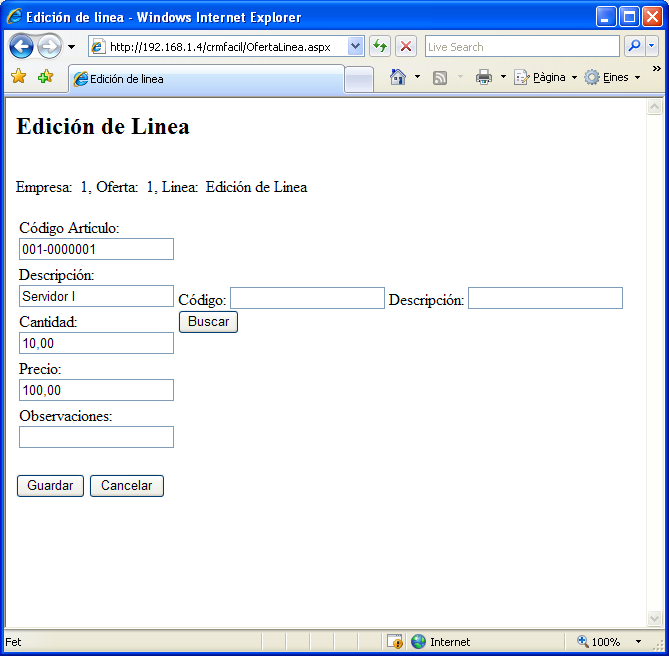 Edición de linea - Windows Internet Explorer
http://192.168.1.4/crmfacil/OfertaLinea.aspx
Live Search
Edición de linea
Pàgina
Eines
»
Edición de Linea
Empresa: 1, Oferta: 1, Linea: Edición de Linea
Código Articulo:
001-0000001
Descripción:
Servidor I
Código:
Descripción:
Cantidad:
Buscar
10,00
Precio:
100,00
Observaciones:
Guardar
Cancelar
Fet
Internet
100%